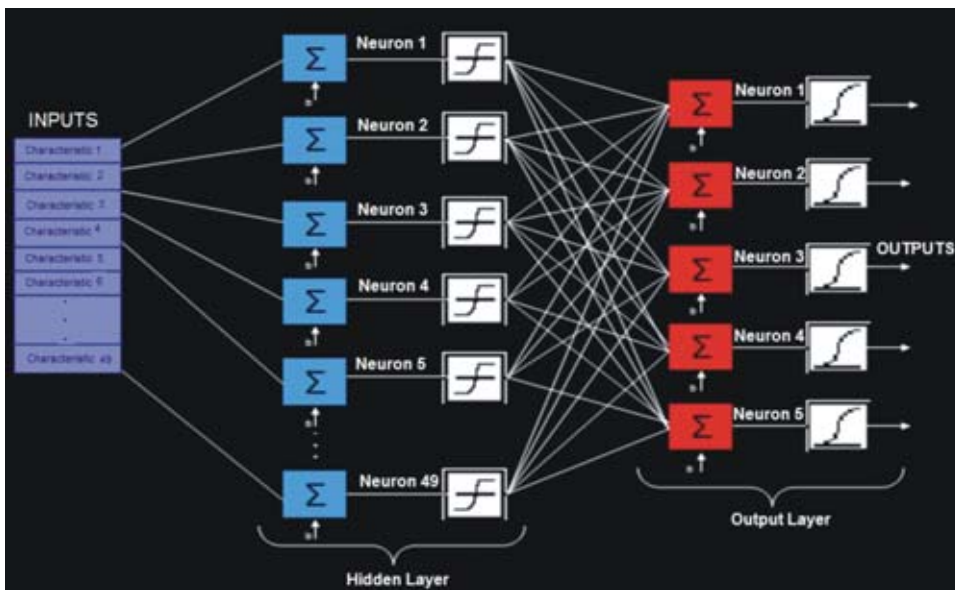 INPUTS
Characteristic 1
Characteristic 2
Characteristic 3
Characteristic 4
Characteristic 5
Characteristic 6
Characteristic 49
Σ
Neuron 1
Σ
Neuron 2
Σ
Neuron 3
Σ
Neuron 4
Σ
Neuron 5
Σ
Neuron 49
Hidden Layer
Σ
Neuron 1
Σ
Neuron 2
Σ
Neuron 3
OUTPUTS
Σ
Neuron 4
Σ
Neuron 5
Output Layer